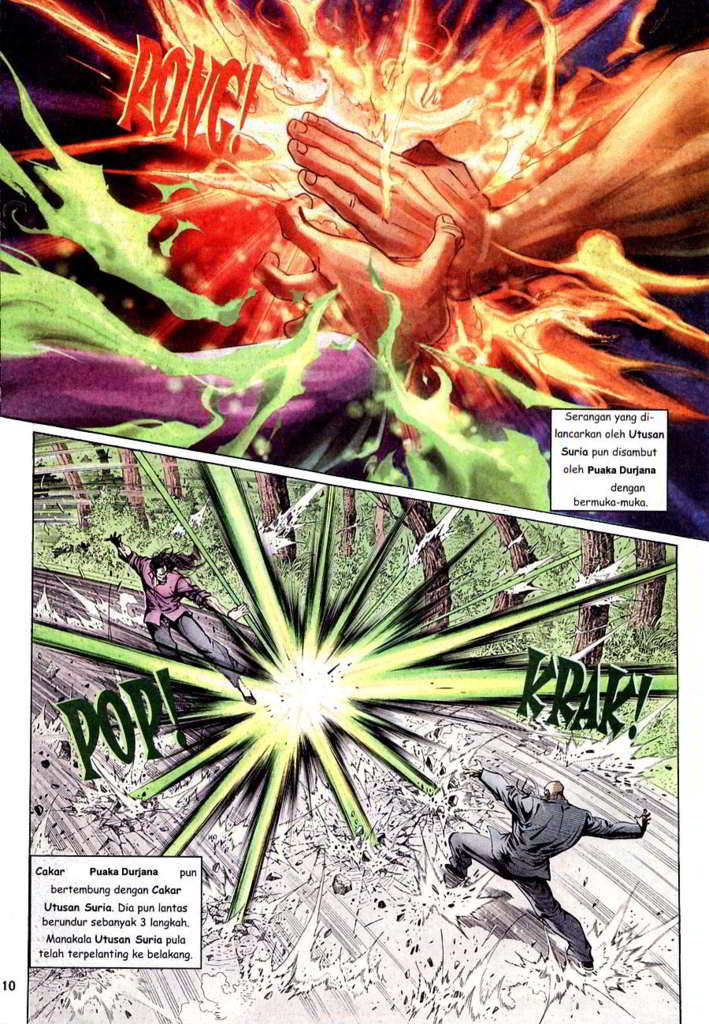 PONG!
Serangan yang di-
lancarkan oleh Utusan
Suria pun disambut
oleh Puaka Durjana
dengan
bermuka-muka.
POP!
KRAK!
Cakar Puaka Durjana pun
bertembung dengan Cakar
Utusan Suria. Dia pun lantas
berundur sebanyak 3 langkah.
Manakala Utusan Suria pula
telah terpelanting ke belakang.
10